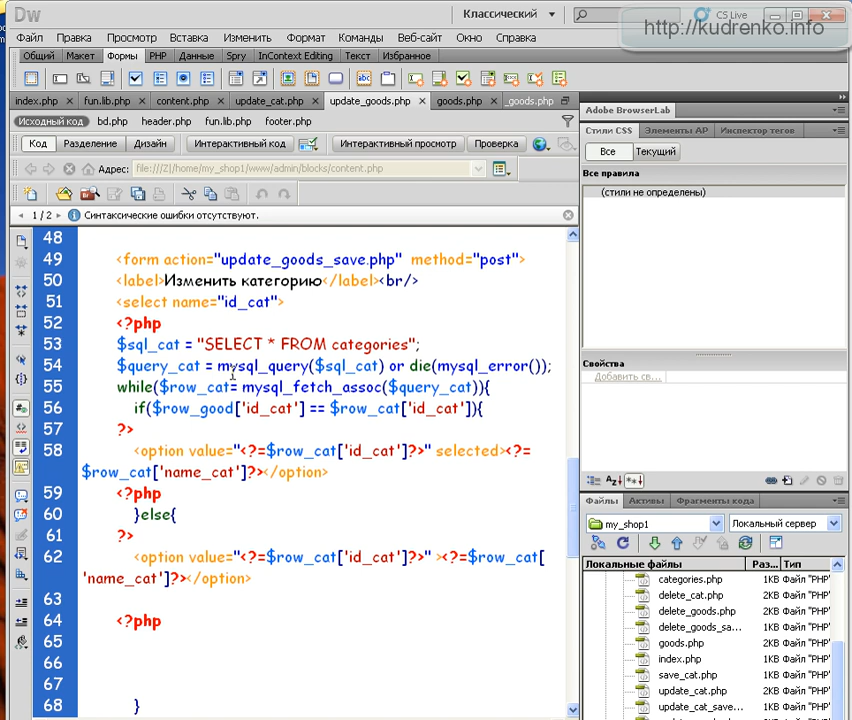 Dw
Классический
CS Live
http://kudrenko.info
Файл Правка Просмотр Вставка Изменить Формат Команды Веб-сайт Окно Справка
Общий Макет Формы PHP Данные Spry InContext Editing Текст Избранное
index.php fun.lib.php content.php update_cat.php update_goods.php goods.php _goods.php
Исходный код bd.php header.php fun.lib.php footer.php
Код Разделение Дизайн Интерактивный код Интерактивный просмотр Проверка
Адрес: file:///Z|/home/my_shop1/www/admin/blocks/content.php
1 / 2 Синтаксические ошибки отсутствуют.
48
49 <form action="update_goods_save.php" method="post">
50 <label>Изменить категорию</label><br/>
51 <select name="id_cat">
52 <?php
53 $sql_cat = "SELECT * FROM categories";
54 $query_cat = mysql_query($sql_cat) or die(mysql_error());
55 while($row_cat= mysql_fetch_assoc($query_cat)){
56 if($row_good['id_cat'] == $row_cat['id_cat']){
57 ?>
58 <option value="<?=$row_cat['id_cat']?>" selected><?=
$row_cat['name_cat']?></option>
59 <?php
60 }else{
61 ?>
62 <option value="<?=$row_cat['id_cat']?>" ><?=$row_cat[
'name_cat']?></option>
63
64 <?php
65
66
67
68 }
Adobe BrowserLab
Стили CSS Элементы AP Инспектор тегов
Все Текущий
Все правила
(стили не определены)
Свойства
Добавить св...
Файлы Активы Фрагменты кода
my_shop1 Локальный сервер
Локальные файлы Раз... Тип
categories.php 1KB Файл "PHP"
delete_cat.php 2KB Файл "PHP"
delete_goods.php 2KB Файл "PHP"
delete_goods_sa... 1KB Файл "PHP"
goods.php 2KB Файл "PHP"
index.php 1KB Файл "PHP"
save_cat.php 1KB Файл "PHP"
update_cat.php 2KB Файл "PHP"
update_cat_save... 1KB Файл "PHP"